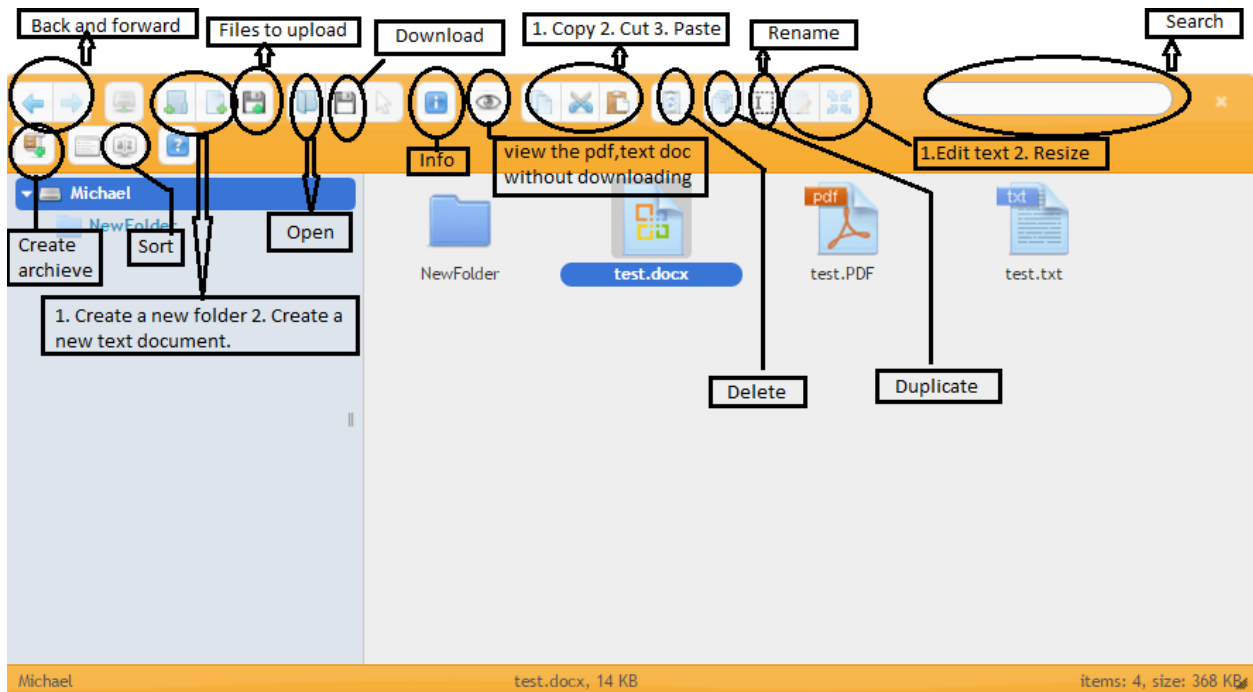 Back and forward
Files to upload
Download
1. Copy 2. Cut 3. Paste
Rename
Search
Info
view the pdf,text doc
without downloading
1.Edit text 2. Resize
Michael
NewFolder
Create
archieve
Sort
Open
1. Create a new folder 2. Create a
new text document.
pdf
txt
NewFolder
test.docx
test.PDF
test.txt
Delete
Duplicate
Michael
test.docx, 14 KB
items: 4, size: 368 KB